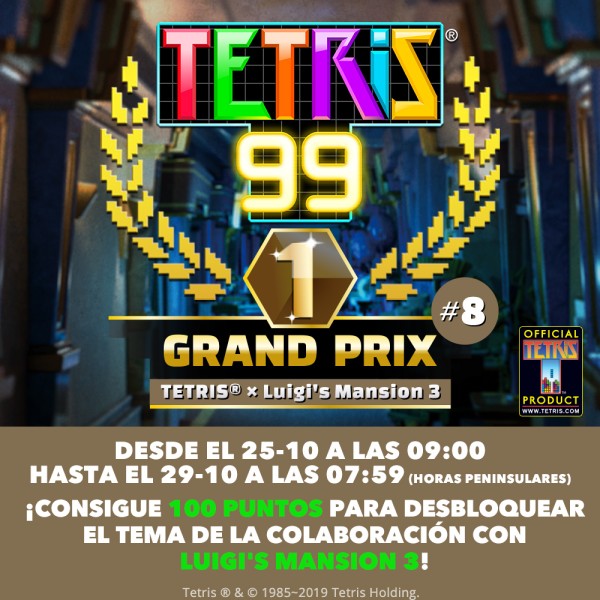 TETRIS®
99
1
#8
GRAND PRIX
TETRIS® × Luigi's Mansion 3
OFFICIAL
TETRIS
PRODUCT
WWW.TETRIS.COM
DESDE EL 25-10 A LAS 09:00
HASTA EL 29-10 A LAS 07:59 (HORAS PENINSULARES)
¡CONSIGUE 100 PUNTOS PARA DESBLOQUEAR
EL TEMA DE LA COLABORACIÓN CON
LUIGI'S MANSION 3!
Tetris ® & © 1985~2019 Tetris Holding.